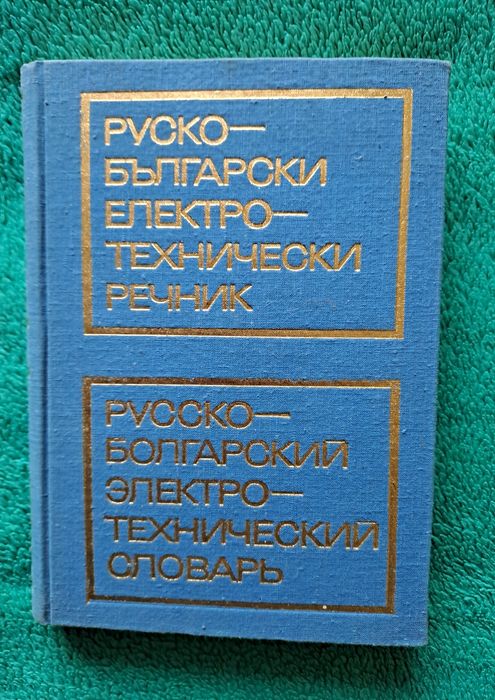 РУСКО—
БЪЛГАРСКИ
ЕЛЕКТРО—
ТЕХНИЧЕСКИ
РЕЧНИК
РУССКО—
БОЛГАРСКИЙ
ЭЛЕКТРО—
ТЕХНИЧЕСКИЙ
СЛОВАРЬ